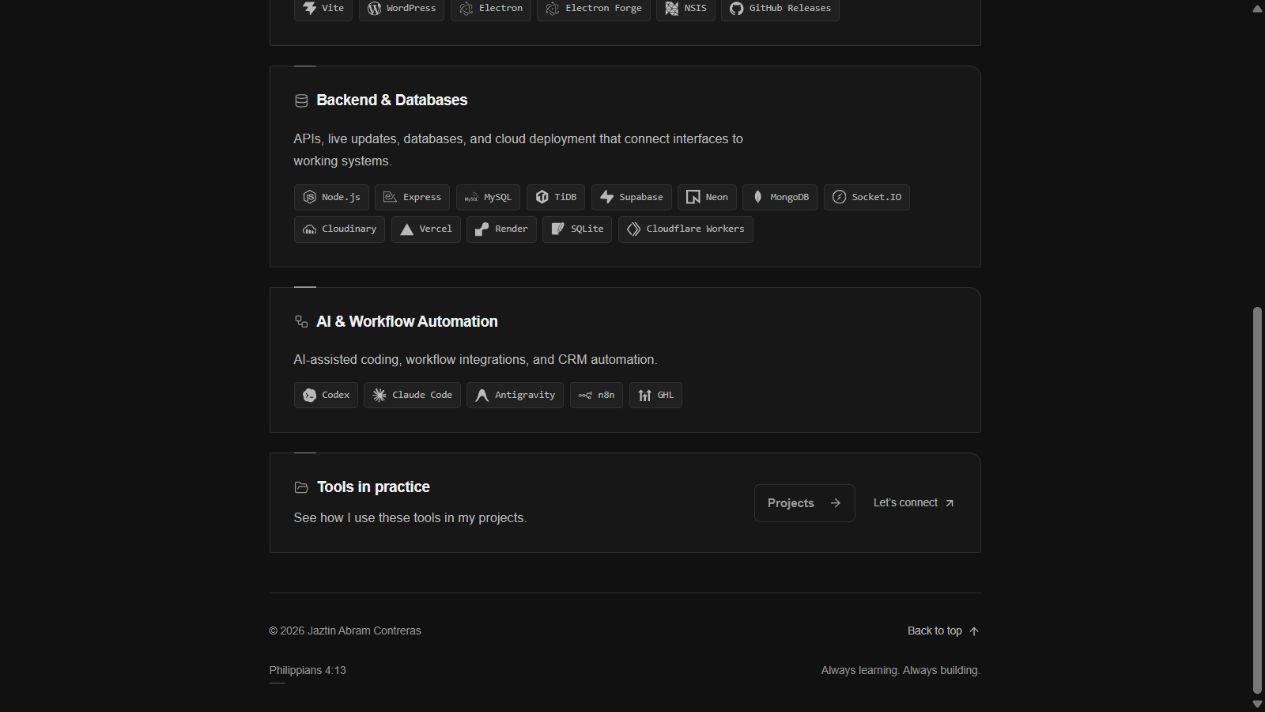 Vite WordPress Electron Electron Forge NSIS GitHub Releases
Backend & Databases
APIs, live updates, databases, and cloud deployment that connect interfaces to
working systems.
Node.js Express MySQL TiDB Supabase Neon MongoDB Socket.IO
Cloudinary Vercel Render SQLite Cloudflare Workers
AI & Workflow Automation
AI-assisted coding, workflow integrations, and CRM automation.
Codex Claude Code Antigravity n8n GHL
Tools in practice
See how I use these tools in my projects.
Projects → Let's connect ↗
© 2026 Jaztin Abram Contreras
Back to top ↑
Philippians 4:13
Always learning. Always building.